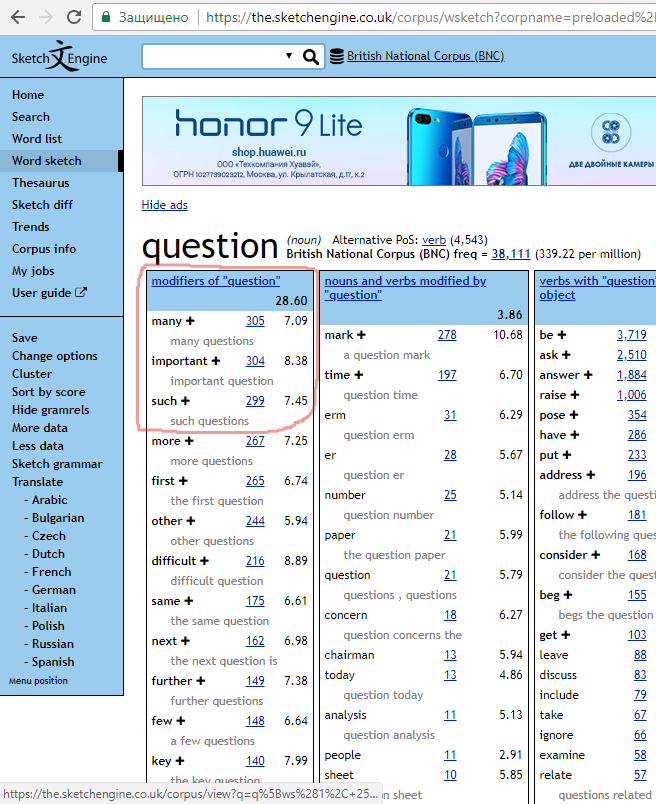 Защищено
https://the.sketchengine.co.uk/corpus/wsketch?corpname=preloaded%2
Sketch 文 Engine
British National Corpus (BNC)
Home
Search
Word list
Word sketch
Thesaurus
Sketch diff
Trends
Corpus info
My jobs
User guide
Save
Change options
Cluster
Sort by score
Hide gramrels
More data
Less data
Sketch grammar
Translate
- Arabic
- Bulgarian
- Czech
- Dutch
- French
- German
- Italian
- Polish
- Russian
- Spanish
Menu position
honor 9 Lite
shop.huawei.ru
ООО «Техкомпания Хуавэй»,
ОГРН 1027739023212, Москва, ул. Крылатская, д.17, к.2
ДВЕ ДВОЙНЫЕ КАМЕРЫ
Hide ads
question (noun) Alternative PoS: verb (4,543)
British National Corpus (BNC) freq = 38,111 (339.22 per million)
modifiers of "question"
28.60
many + 305 7.09
many questions
important + 304 8.38
important question
such + 299 7.45
such questions
more + 267 7.25
more questions
first + 265 6.74
the first question
other + 244 5.94
other questions
difficult + 216 8.89
difficult question
same + 175 6.61
the same question
next + 162 6.98
the next question is
further + 149 7.38
further questions
few + 148 6.64
a few questions
key + 140 7.99
the key question
nouns and verbs modified by
"question"
3.86
mark + 278 10.68
a question mark
time + 197 6.70
question time
erm 31 6.29
question erm
er 28 5.67
question er
number 25 5.14
question number
paper 21 5.99
the question paper
question 21 5.79
questions , questions
concern 18 6.27
question concerns the
chairman 13 5.94
today 13 4.86
question today
analysis 11 5.13
question analysis
people 11 2.91
sheet 10 5.85
n sheet
verbs with "question"
object
be + 3,719
ask + 2,510
answer + 1,884
raise + 1,006
pose + 354
have + 286
put + 233
address + 196
address the questi
follow + 181
the following ques
consider + 168
consider the quest
beg + 155
begs the question
get + 103
leave 88
discuss 83
include 79
take 67
ignore 66
examine 58
relate 57
questions related
https://the.sketchengine.co.uk/corpus/view?q=q%5Bws%281%2C+25...